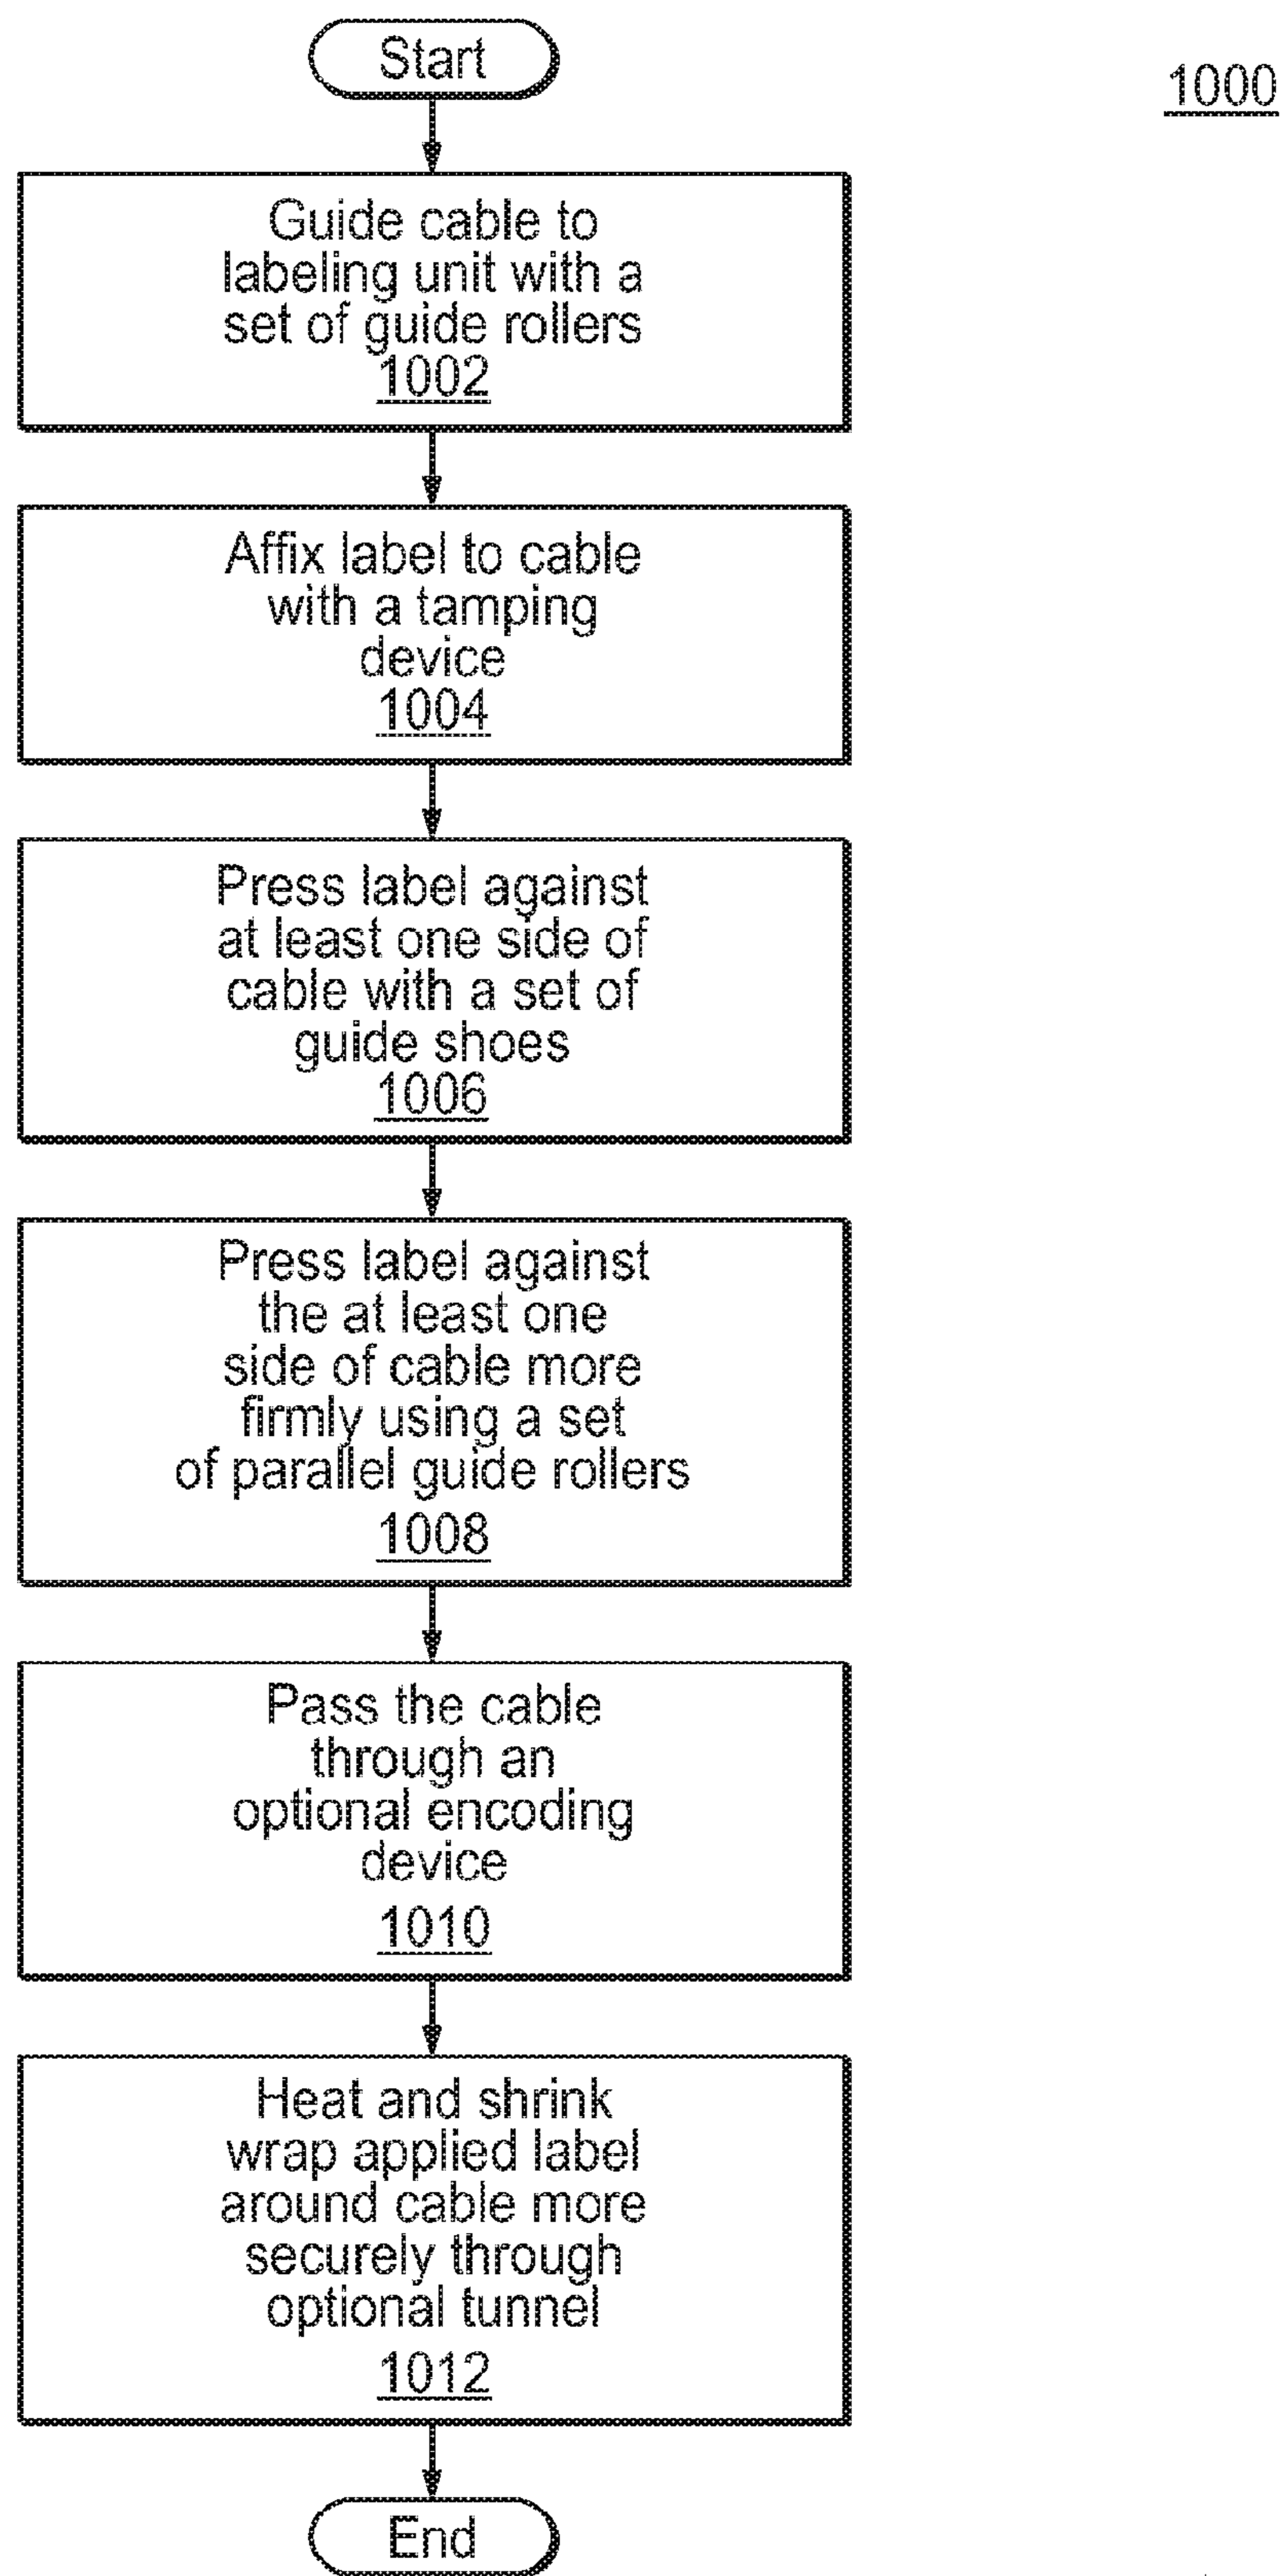 Start
1000
Guide cable to
labeling unit with a
set of guide rollers
1002
Affix label to cable
with a tamping
device
1004
Press label against
at least one side of
cable with a set of
guide shoes
1006
Press label against
the at least one
side of cable more
firmly using a set
of parallel guide rollers
1008
Pass the cable
through an
optional encoding
device
1010
Heat and shrink
wrap applied label
around cable more
securely through
optional tunnel
1012
End